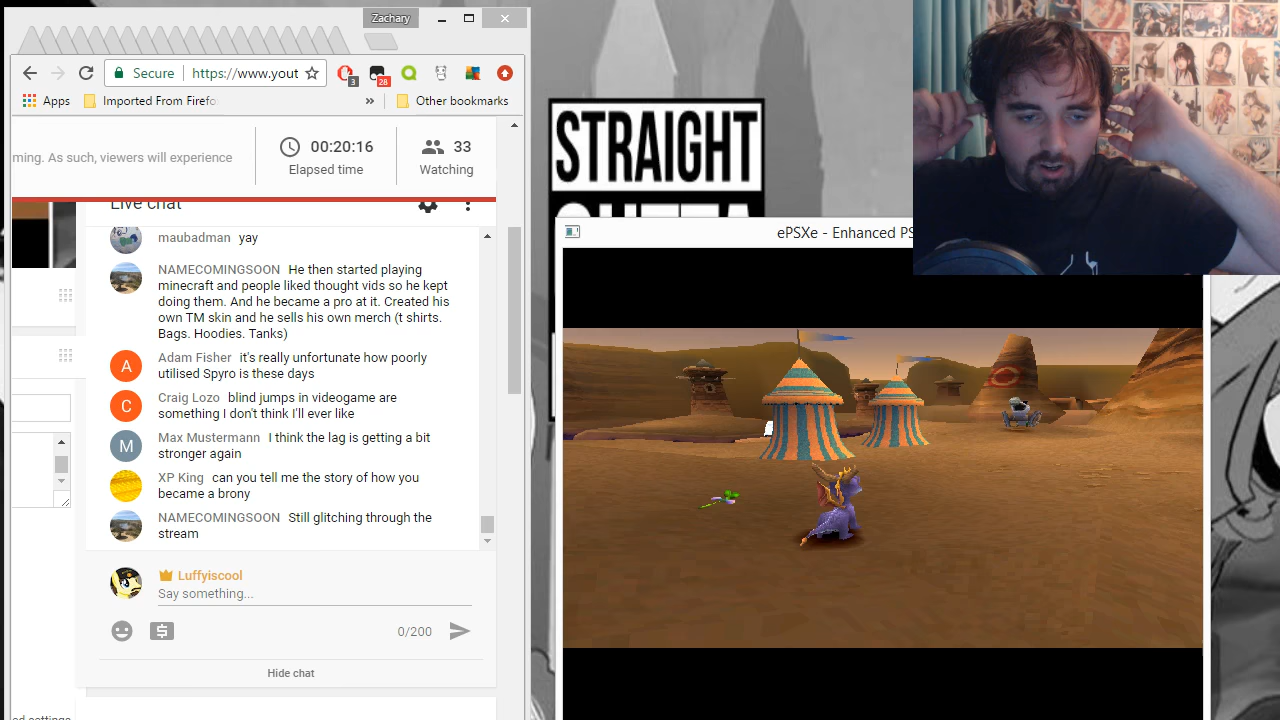 Zachary
Secure
https://www.yout
3
28
Apps
Imported From Firefo
»
Other bookmarks
ming. As such, viewers will experience
00:20:16
Elapsed time
33
Watching
Live chat
maubadman yay
NAMECOMINGSOON He then started playing
minecraft and people liked thought vids so he kept
doing them. And he became a pro at it. Created his
own TM skin and he sells his own merch (t shirts.
Bags. Hoodies. Tanks)
A
Adam Fisher it's really unfortunate how poorly
utilised Spyro is these days
C
Craig Lozo blind jumps in videogame are
something I don't think I'll ever like
M
Max Mustermann I think the lag is getting a bit
stronger again
XP King can you tell me the story of how you
became a brony
NAMECOMINGSOON Still glitching through the
stream
Luffyiscool
Say something...
0/200
Hide chat
ed settings
STRAIGHT
OUTTA
ePSXe - Enhanced PS